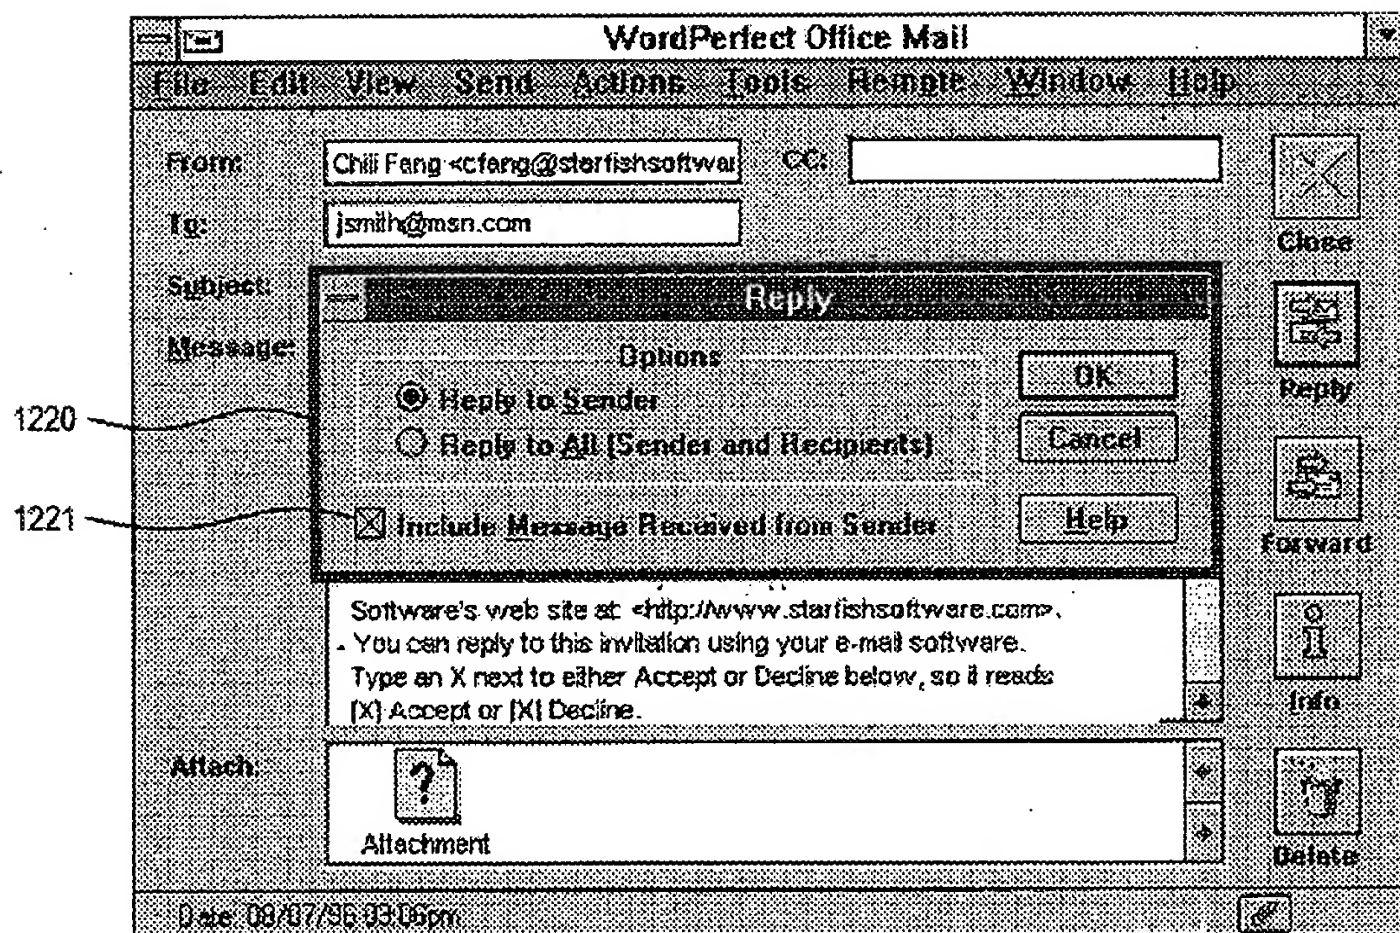 WordPerfect Office Mail
File Edit View Send Actions Tools Remote Window Help
From: Chili Fang <cfang@starfishsoftwar CC:
To: jsmith@msn.com
Close
Subject:
Reply
Message:
Options
Reply to Sender
OK
Reply
1220
Reply to All (Sender and Recipients)
Cancel
1221
Include Message Received from Sender
Help
Forward
Software's web site at: <http://www.starfishsoftware.com>.
- You can reply to this invitation using your e-mail software.
Type an X next to either Accept or Decline below, so it reads
[X] Accept or [X] Decline.
Info
Attach:
Attachment
Delete
Date: 08/07/96 03:06pm